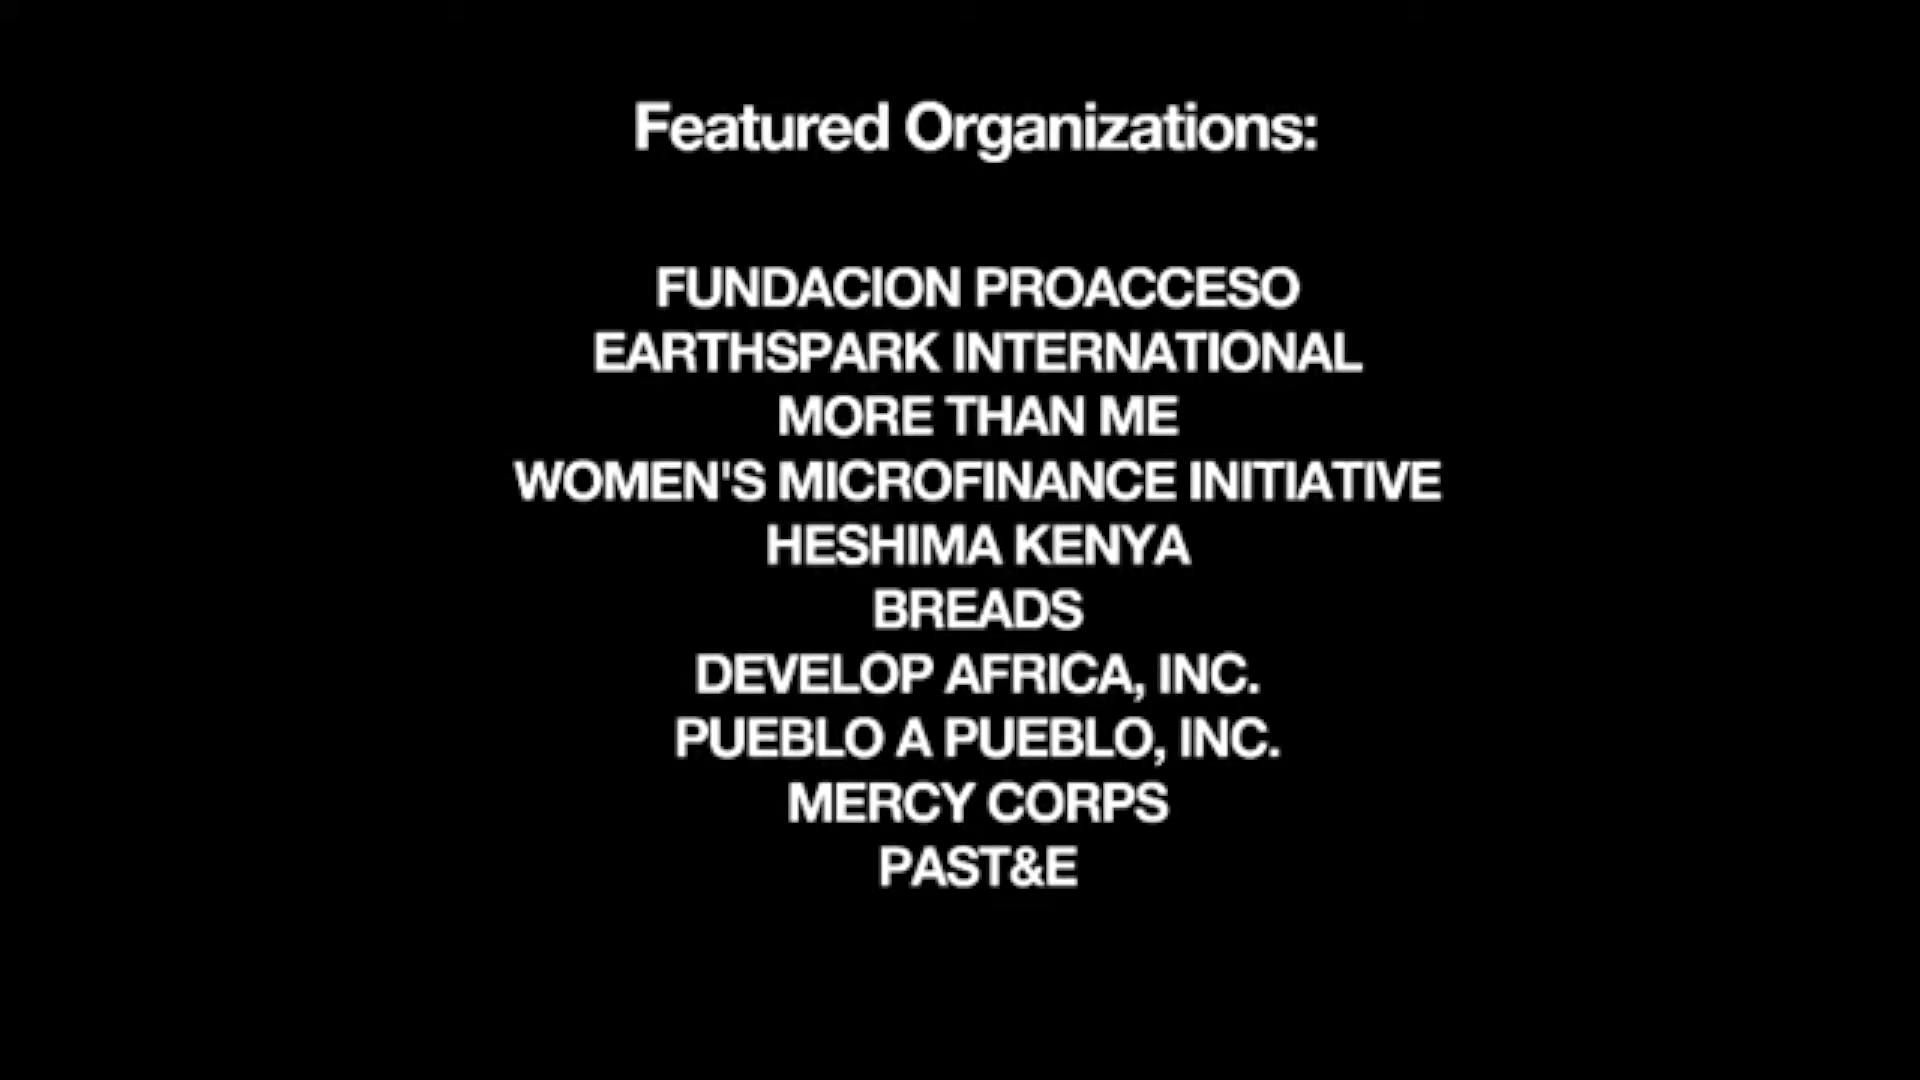 Featured Organizations:
FUNDACION PROACCESO
EARTHSPARK INTERNATIONAL
MORE THAN ME
WOMEN'S MICROFINANCE INITIATIVE
HESHIMA KENYA
BREADS
DEVELOP AFRICA, INC.
PUEBLO A PUEBLO, INC.
MERCY CORPS
PAST&E